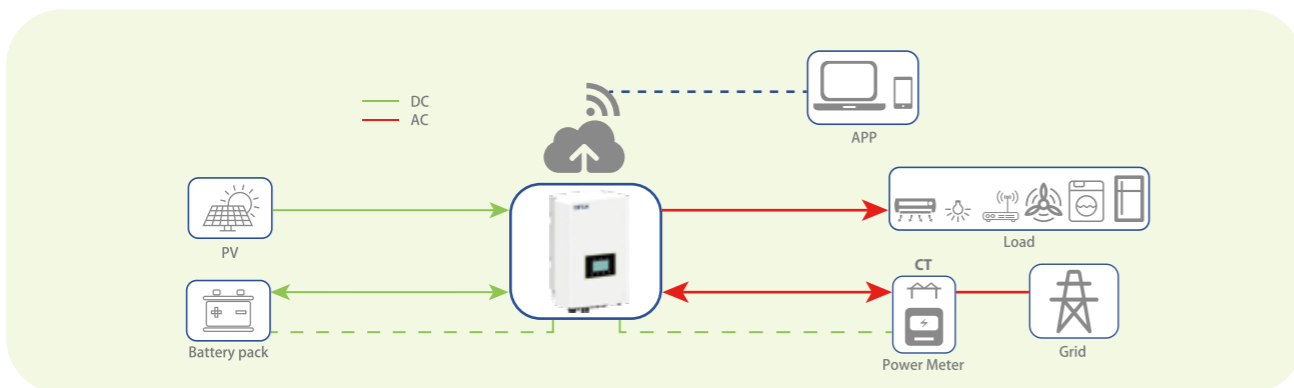 DC
AC
APP
PV
Load
CT
Battery pack
Power Meter
Grid